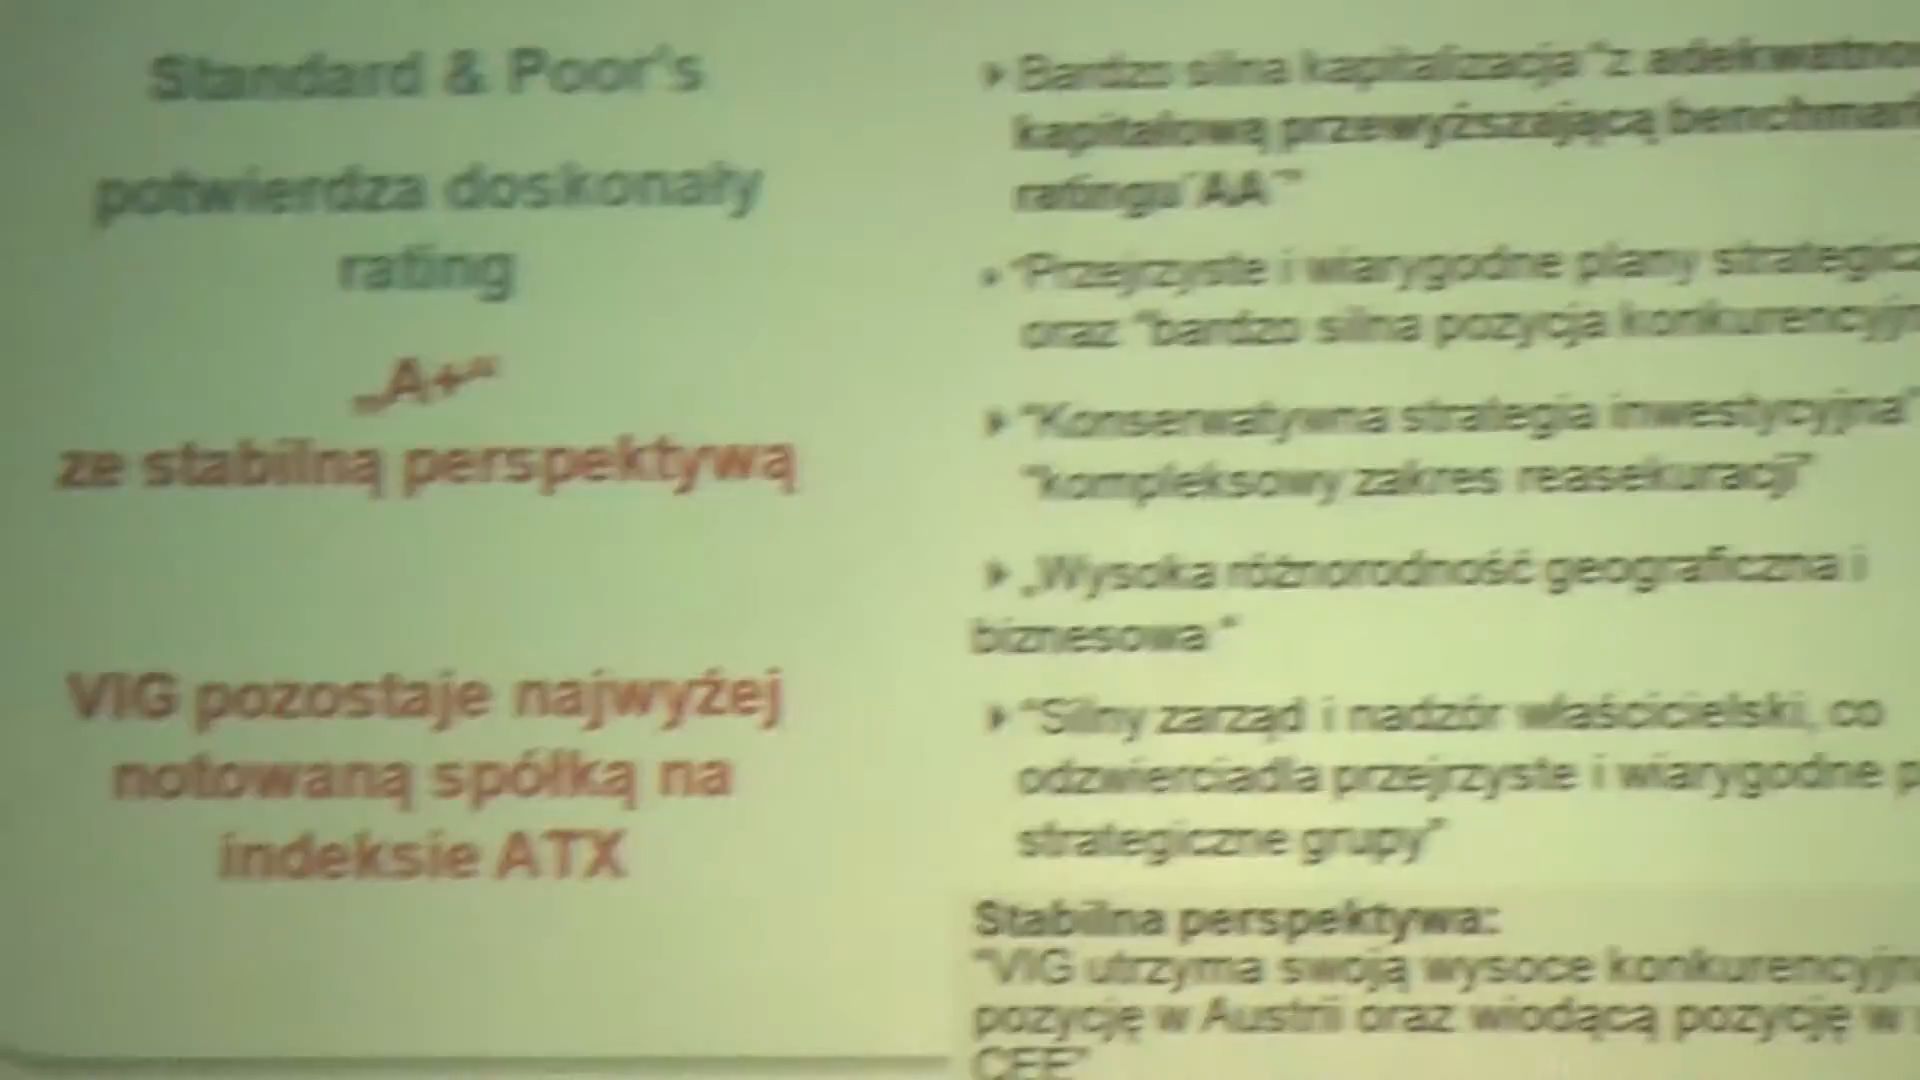 Standard & Poor's
potwierdza doskonały
rating
„A+“
ze stabilną perspektywą
VIG pozostaje najwyżej
notowaną spółką na
indeksie ATX
Bardzo silna kapitalizacja "z
kapitałową przewyższającą
ratingu 'AA'"
"Przejrzyste i wiarygodne plany
oraz "bardzo silna pozycja
"Konserwatywna strategia inwestycyjna"
"kompleksowy zakres reasekuracji"
„Wysoka różnorodność geograficzna i
biznesowa “
"Silny zarząd i nadzór właścicielski, co
odzwierciadla przejrzyste i wiarygodne
strategiczne grupy"
Stabilna perspektywa:
"VIG utrzyma swoją wysoce
pozycję w Austrii oraz wiodącą pozycję w
CEE"